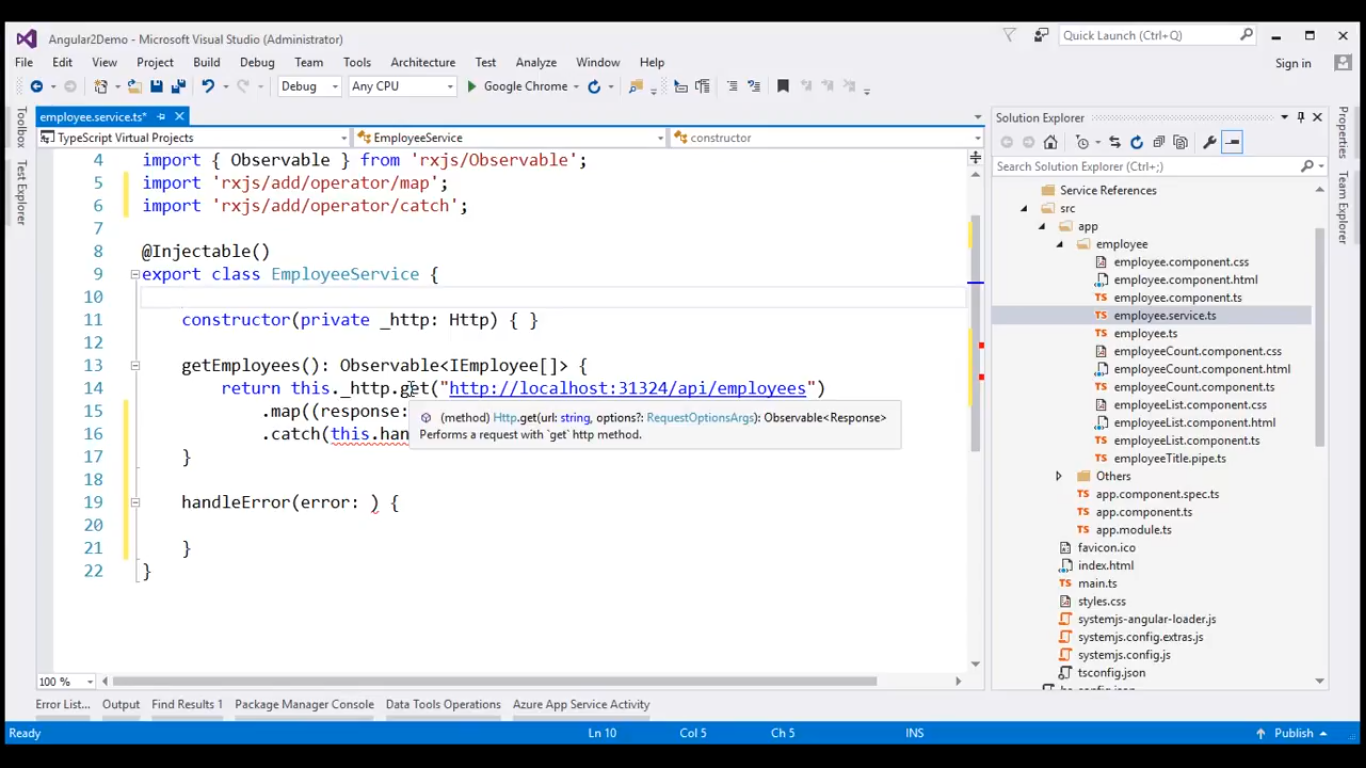 Angular2Demo - Microsoft Visual Studio (Administrator)
Quick Launch (Ctrl+Q)
File Edit View Project Build Debug Team Tools Architecture Test Analyze Window Help
Sign in
Debug Any CPU Google Chrome
Toolbox
Test Explorer
employee.service.ts*
TypeScript Virtual Projects EmployeeService constructor
4 import { Observable } from 'rxjs/Observable';
5 import 'rxjs/add/operator/map';
6 import 'rxjs/add/operator/catch';
7
8 @Injectable()
9 export class EmployeeService {
10
11 constructor(private _http: Http) { }
12
13 getEmployees(): Observable<IEmployee[]> {
14 return this._http.get("http://localhost:31324/api/employees")
15 .map((response:
(method) Http.get(url: string, options?: RequestOptionsArgs): Observable<Response>
Performs a request with `get` http method.
16 .catch(this.han
17 }
18
19 handleError(error: ) {
20
21 }
22 }
100 %
Solution Explorer
Search Solution Explorer (Ctrl+;)
Service References
src
app
employee
employee.component.css
employee.component.html
TS employee.component.ts
TS employee.service.ts
TS employee.ts
employeeCount.component.css
employeeCount.component.html
TS employeeCount.component.ts
employeeList.component.css
employeeList.component.html
TS employeeList.component.ts
TS employeeTitle.pipe.ts
Others
TS app.component.spec.ts
TS app.component.ts
TS app.module.ts
favicon.ico
index.html
TS main.ts
styles.css
systemjs-angular-loader.js
systemjs.config.extras.js
systemjs.config.js
tsconfig.json
Properties
Team Explorer
Error List... Output Find Results 1 Package Manager Console Data Tools Operations Azure App Service Activity
Ready Ln 10 Col 5 Ch 5 INS Publish